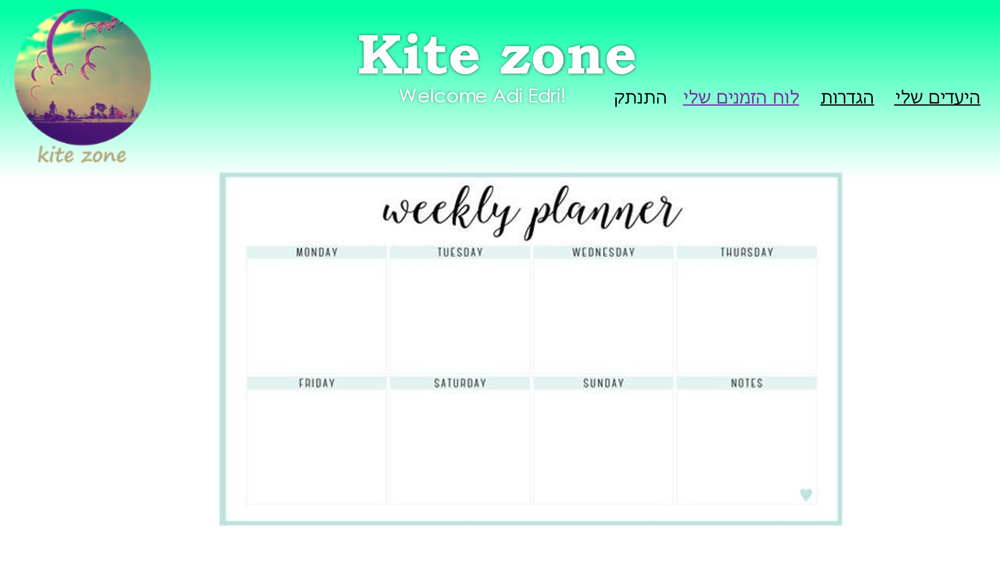 Kite zone
Welcome Adi Edri!
היעדים שלי הגדרות לוח הזמנים שלי התנתק
kite zone
weekly planner
MONDAY TUESDAY WEDNESDAY THURSDAY
FRIDAY SATURDAY SUNDAY NOTES